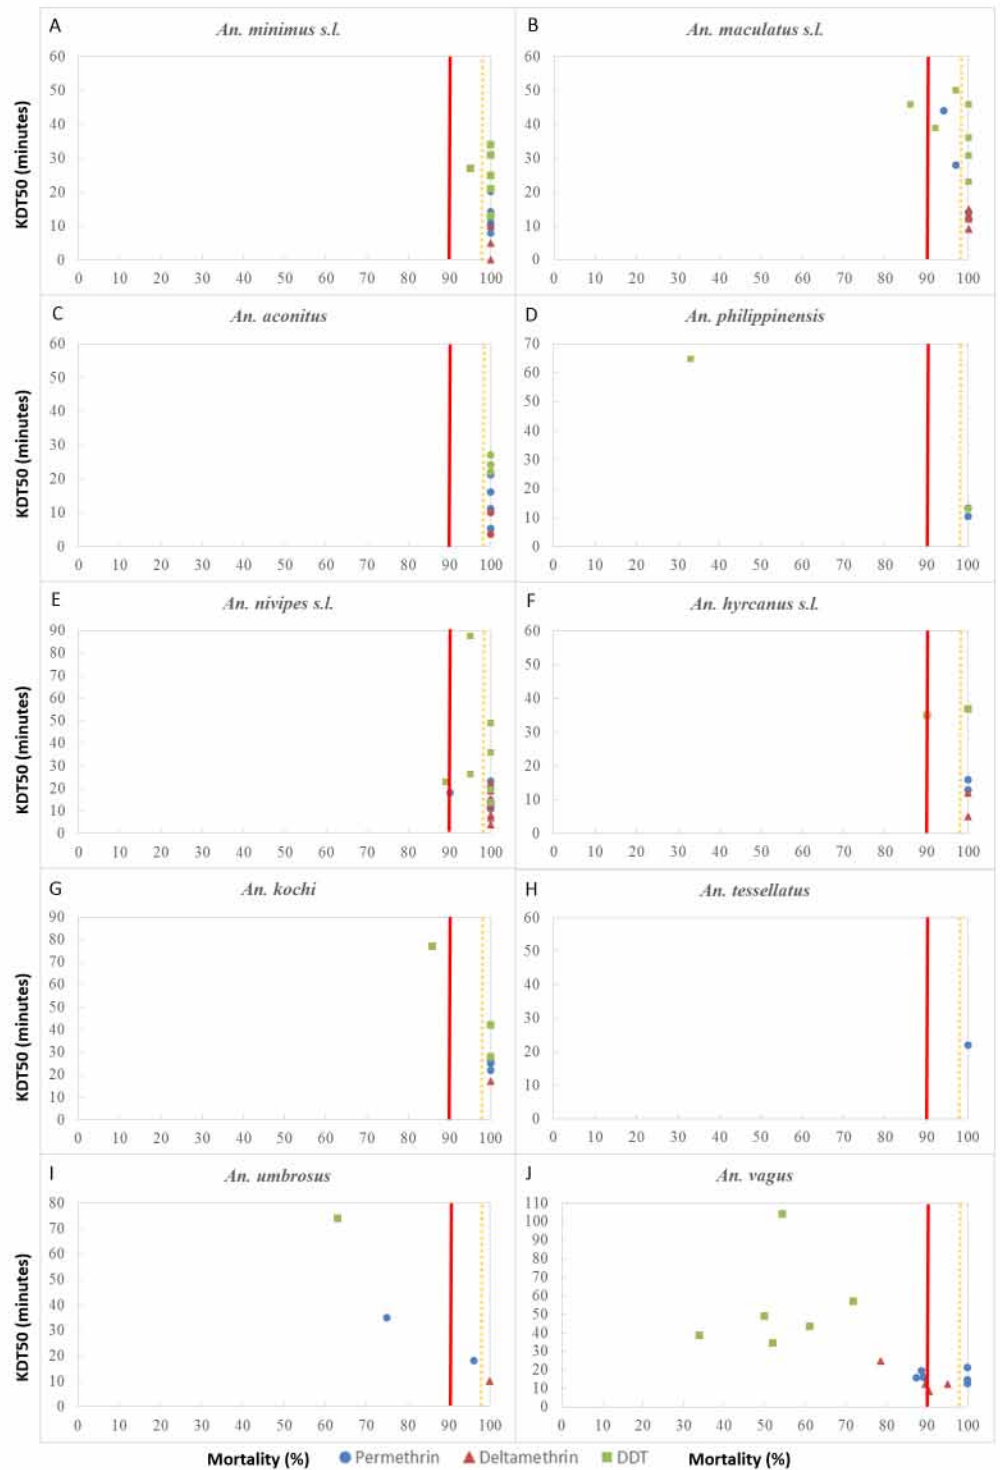 A
An. minimus s.l.
KDT50 (minutes)
60
50
40
30
20
10
0
0 10 20 30 40 50 60 70 80 90 100
B
An. maculatus s.l.
60
50
40
30
20
10
0
0 10 20 30 40 50 60 70 80 90 100
C
An. aconitus
KDT50 (minutes)
60
50
40
30
20
10
0
0 10 20 30 40 50 60 70 80 90 100
D
An. philippinensis
70
60
50
40
30
20
10
0
0 10 20 30 40 50 60 70 80 90 100
E
An. nivipes s.l.
KDT50 (minutes)
90
80
70
60
50
40
30
20
10
0
0 10 20 30 40 50 60 70 80 90 100
F
An. hyrcanus s.l.
60
50
40
30
20
10
0
0 10 20 30 40 50 60 70 80 90 100
G
An. kochi
KDT50 (minutes)
90
80
70
60
50
40
30
20
10
0
0 10 20 30 40 50 60 70 80 90 100
H
An. tessellatus
60
50
40
30
20
10
0
0 10 20 30 40 50 60 70 80 90 100
I
An. umbrosus
KDT50 (minutes)
80
70
60
50
40
30
20
10
0
0 10 20 30 40 50 60 70 80 90 100
J
An. vagus
110
100
90
80
70
60
50
40
30
20
10
0
0 10 20 30 40 50 60 70 80 90 100
Mortality (%) Permethrin Deltamethrin DDT Mortality (%)